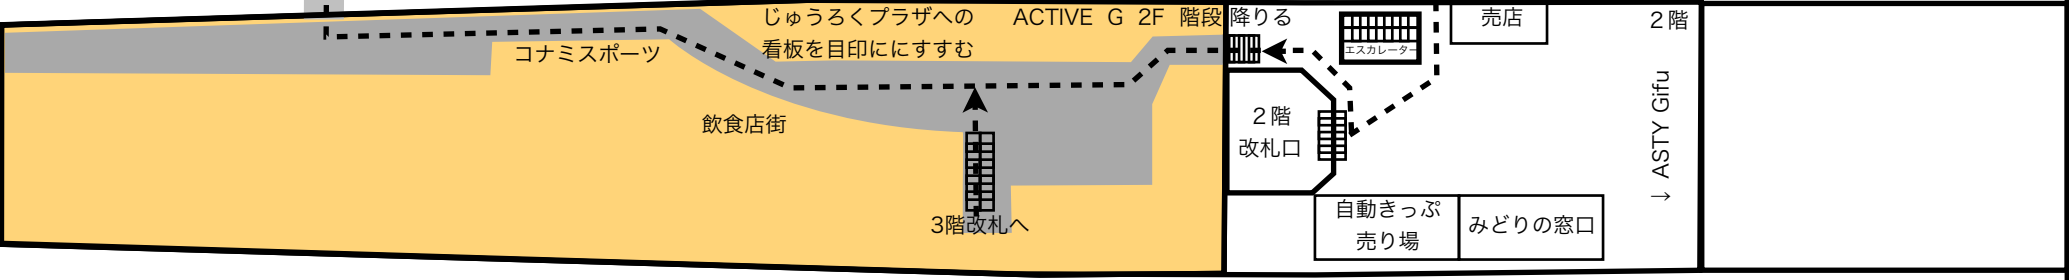 じゅうろくプラザへの
看板を目印ににすすむ
ACTIVE G 2F 階段降りる
コナミスポーツ
飲食店街
3階改札へ
エスカレーター
売店
2階
2階
改札口
← ASTY Gifu
自動きっぷ
売り場
みどりの窓口